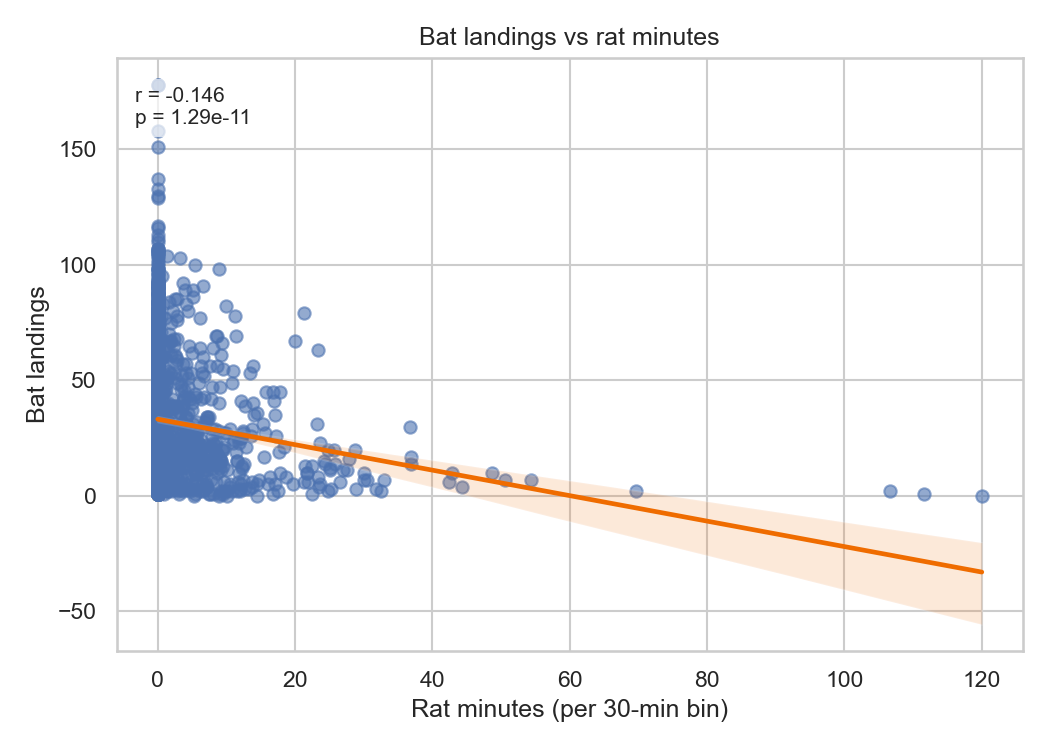 Bat landings vs rat minutes
r = -0.146
p = 1.29e-11
Bat landings
150
100
50
0
−50
0 20 40 60 80 100 120
Rat minutes (per 30-min bin)